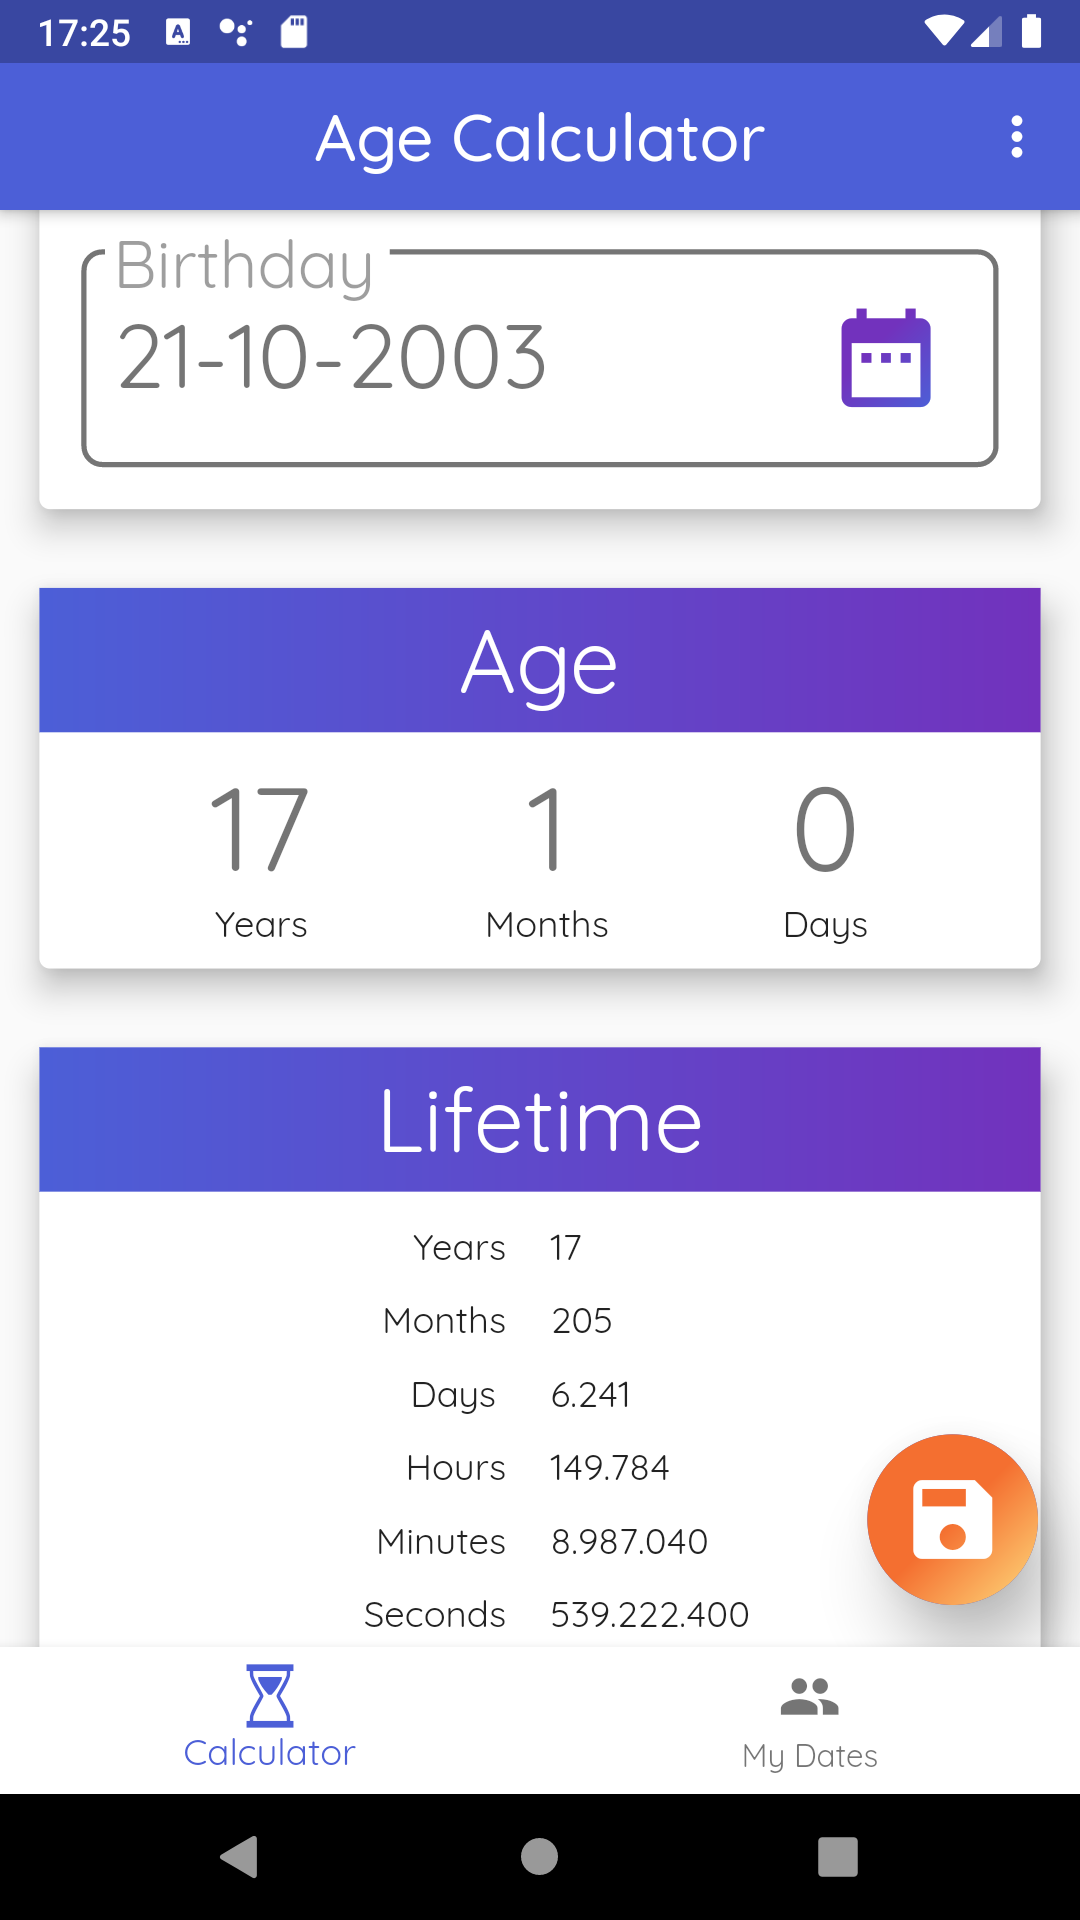 17:25
Age Calculator
Birthday
21-10-2003
Age
17 1 0
Years Months Days
Lifetime
Years 17
Months 205
Days 6.241
Hours 149.784
Minutes 8.987.040
Seconds 539.222.400
Calculator My Dates